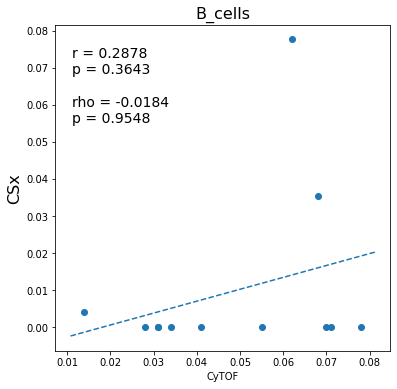 B_cells
r = 0.2878
p = 0.3643
rho = -0.0184
p = 0.9548
CSx
0.08
0.07
0.06
0.05
0.04
0.03
0.02
0.01
0.00
0.01 0.02 0.03 0.04 0.05 0.06 0.07 0.08
CyTOF